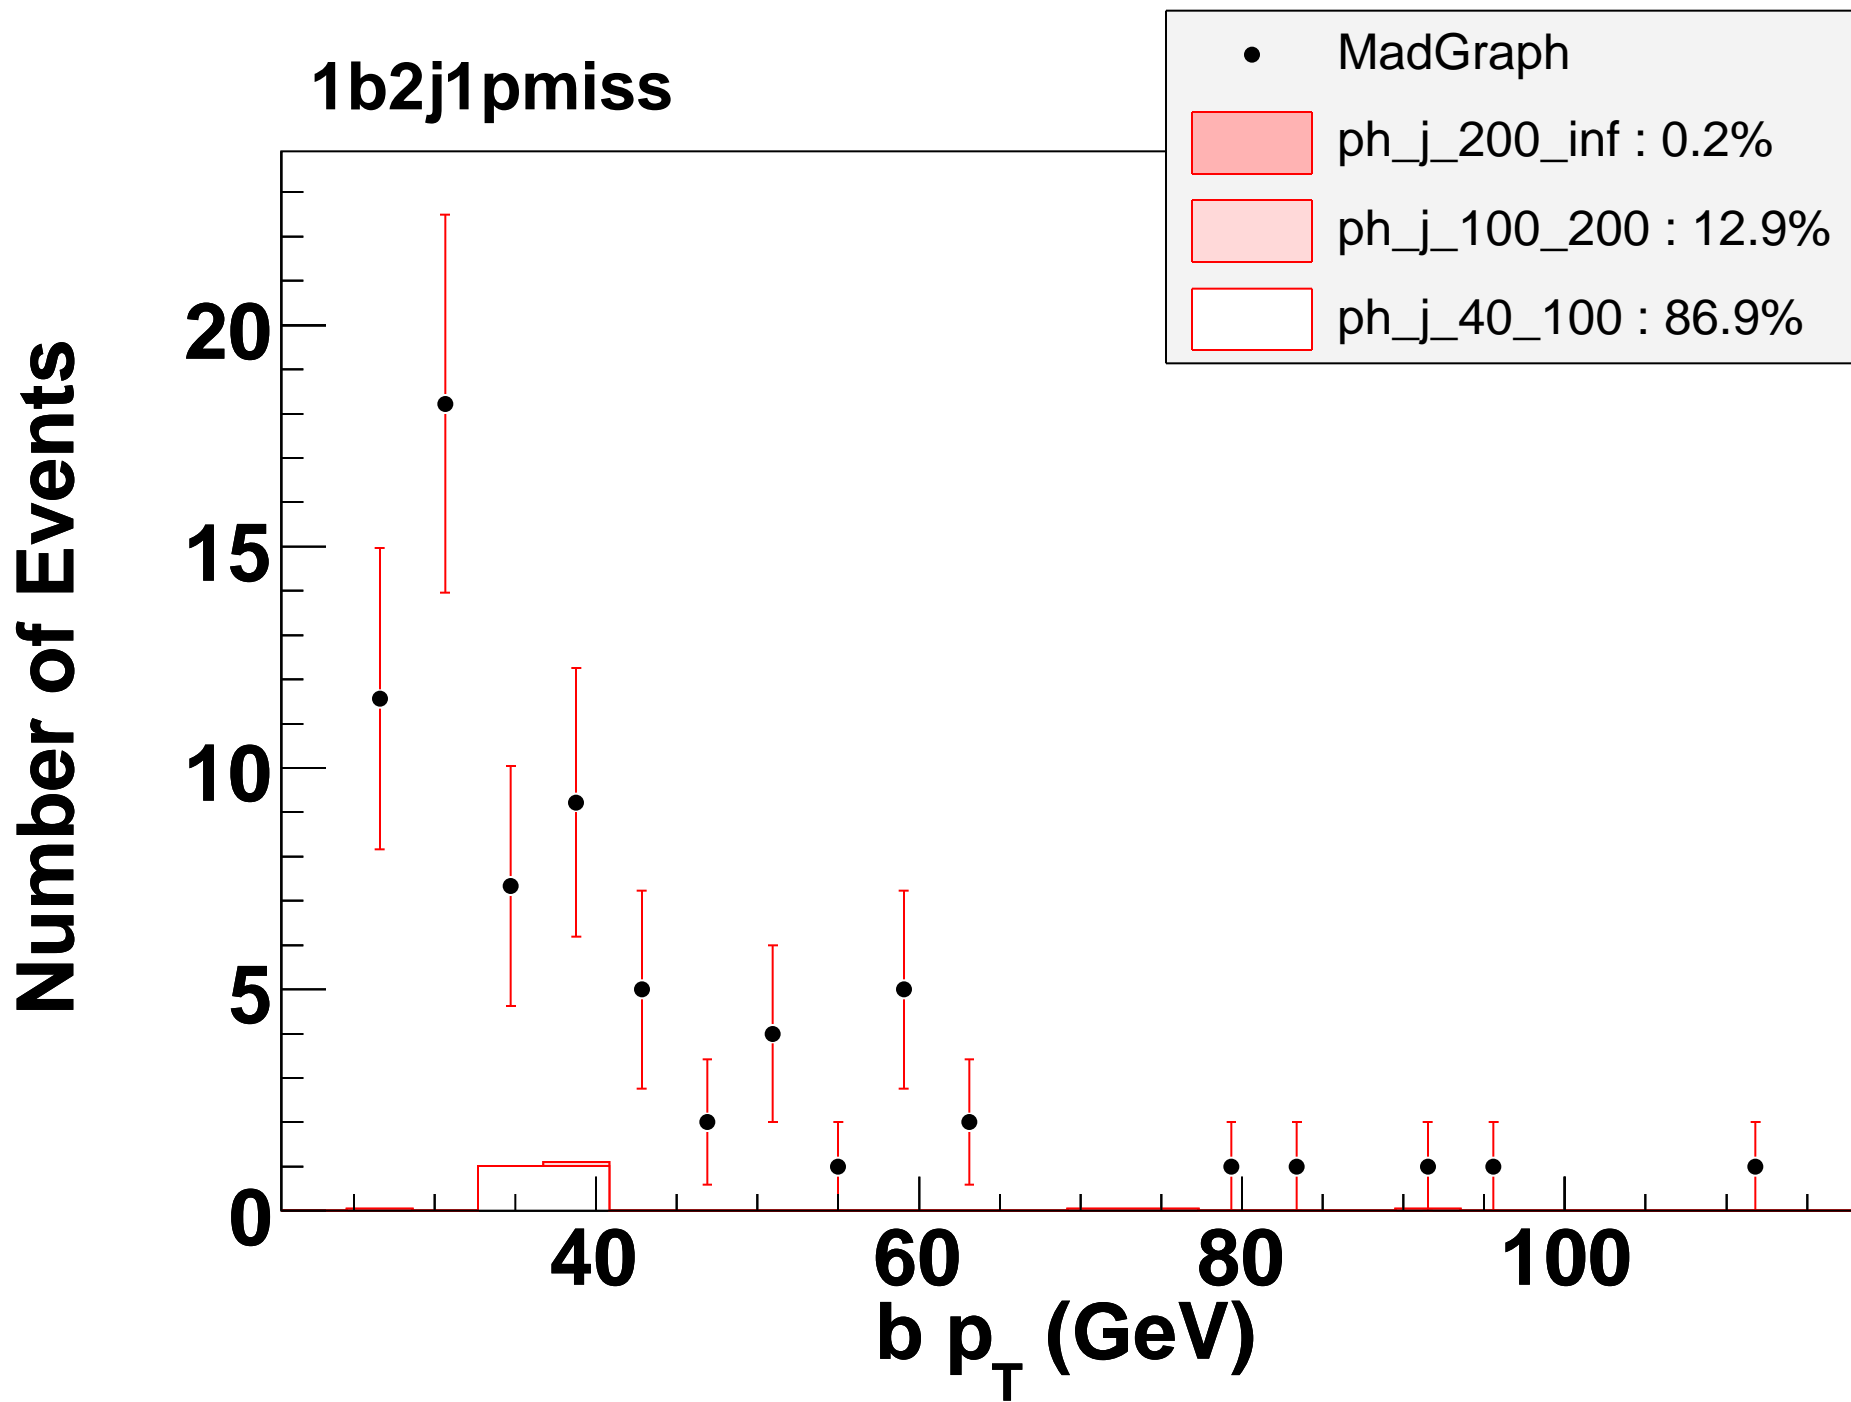 1b2j1pmiss
MadGraph
ph_j_200_inf : 0.2%
ph_j_100_200 : 12.9%
ph_j_40_100 : 86.9%
Number of Events
20
15
10
5
0
40 60 80 100
b p_T (GeV)